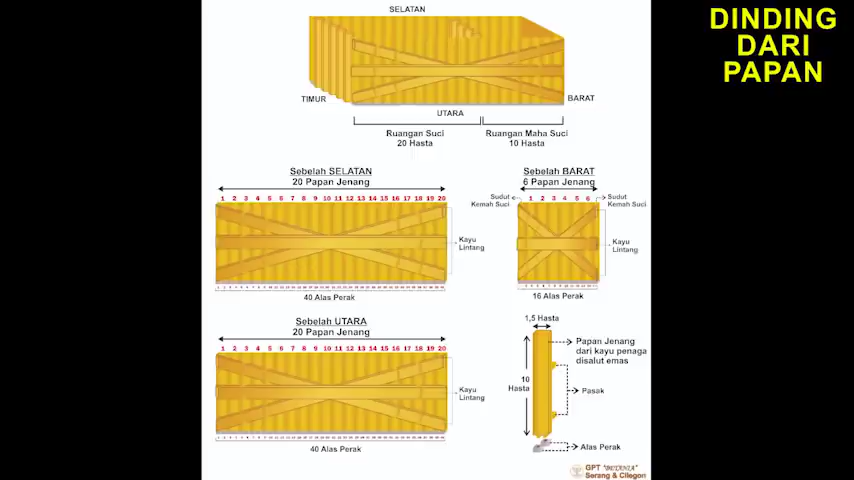 DINDING
DARI
PAPAN
SELATAN
TIMUR
BARAT
UTARA
Ruangan Suci
20 Hasta
Ruangan Maha Suci
10 Hasta
Sebelah SELATAN
20 Papan Jenang
1 2 3 4 5 6 7 8 9 10 11 12 13 14 15 16 17 18 19 20
Kayu
Lintang
40 Alas Perak
Sebelah BARAT
6 Papan Jenang
Sudut
Kemah Suci
1 2 3 4 5 6
Sudut
Kemah Suci
Kayu
Lintang
16 Alas Perak
Sebelah UTARA
20 Papan Jenang
1 2 3 4 5 6 7 8 9 10 11 12 13 14 15 16 17 18 19 20
Kayu
Lintang
40 Alas Perak
1,5 Hasta
10
Hasta
Papan Jenang
dari kayu penaga
disalut emas
Pasak
Alas Perak
GPT "BETANIA"
Serang & Cilegon